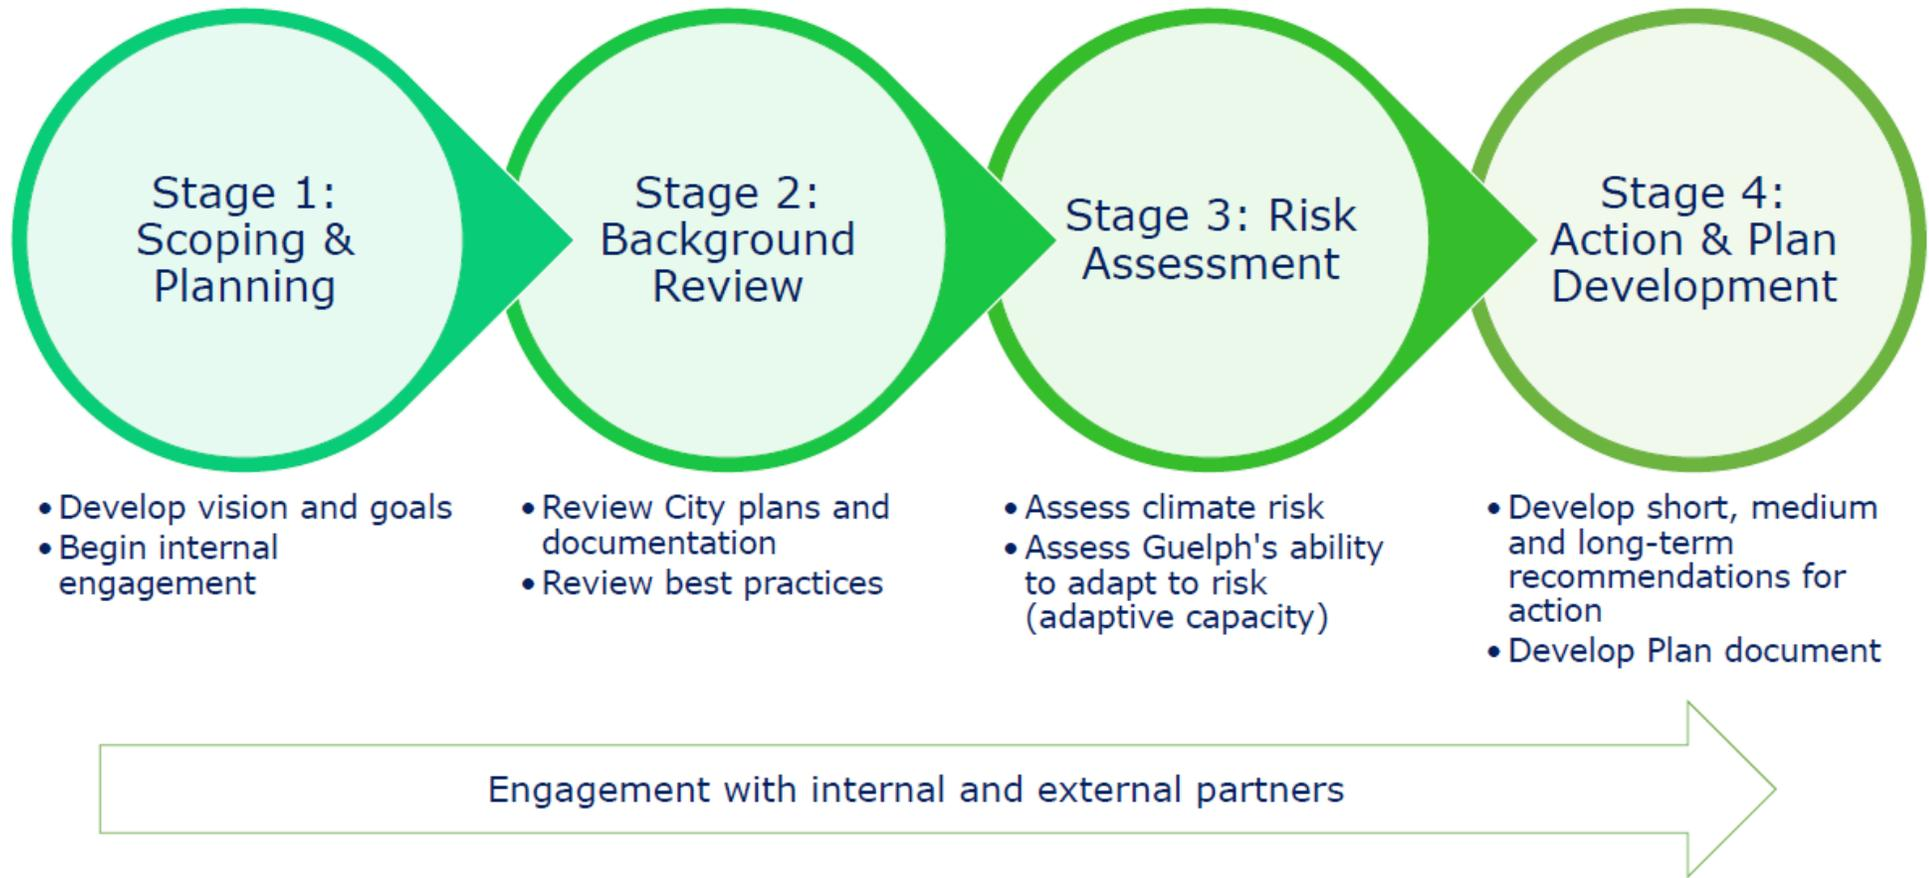 Stage 1:
Scoping &
Planning
Stage 2:
Background
Review
Stage 3: Risk
Assessment
Stage 4:
Action & Plan
Development
• Develop vision and goals
• Begin internal
engagement
• Review City plans and
documentation
• Review best practices
• Assess climate risk
• Assess Guelph's ability
to adapt to risk
(adaptive capacity)
• Develop short, medium
and long-term
recommendations for
action
• Develop Plan document
Engagement with internal and external partners